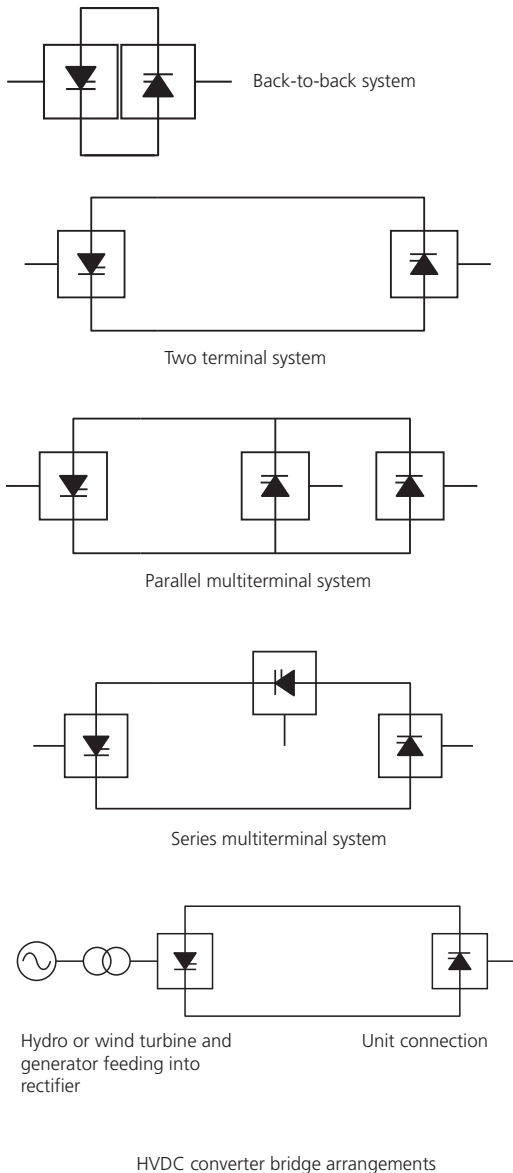 Back-to-back system
Two terminal system
Parallel multiterminal system
Series multiterminal system
Hydro or wind turbine and
generator feeding into
rectifier
Unit connection
HVDC converter bridge arrangements